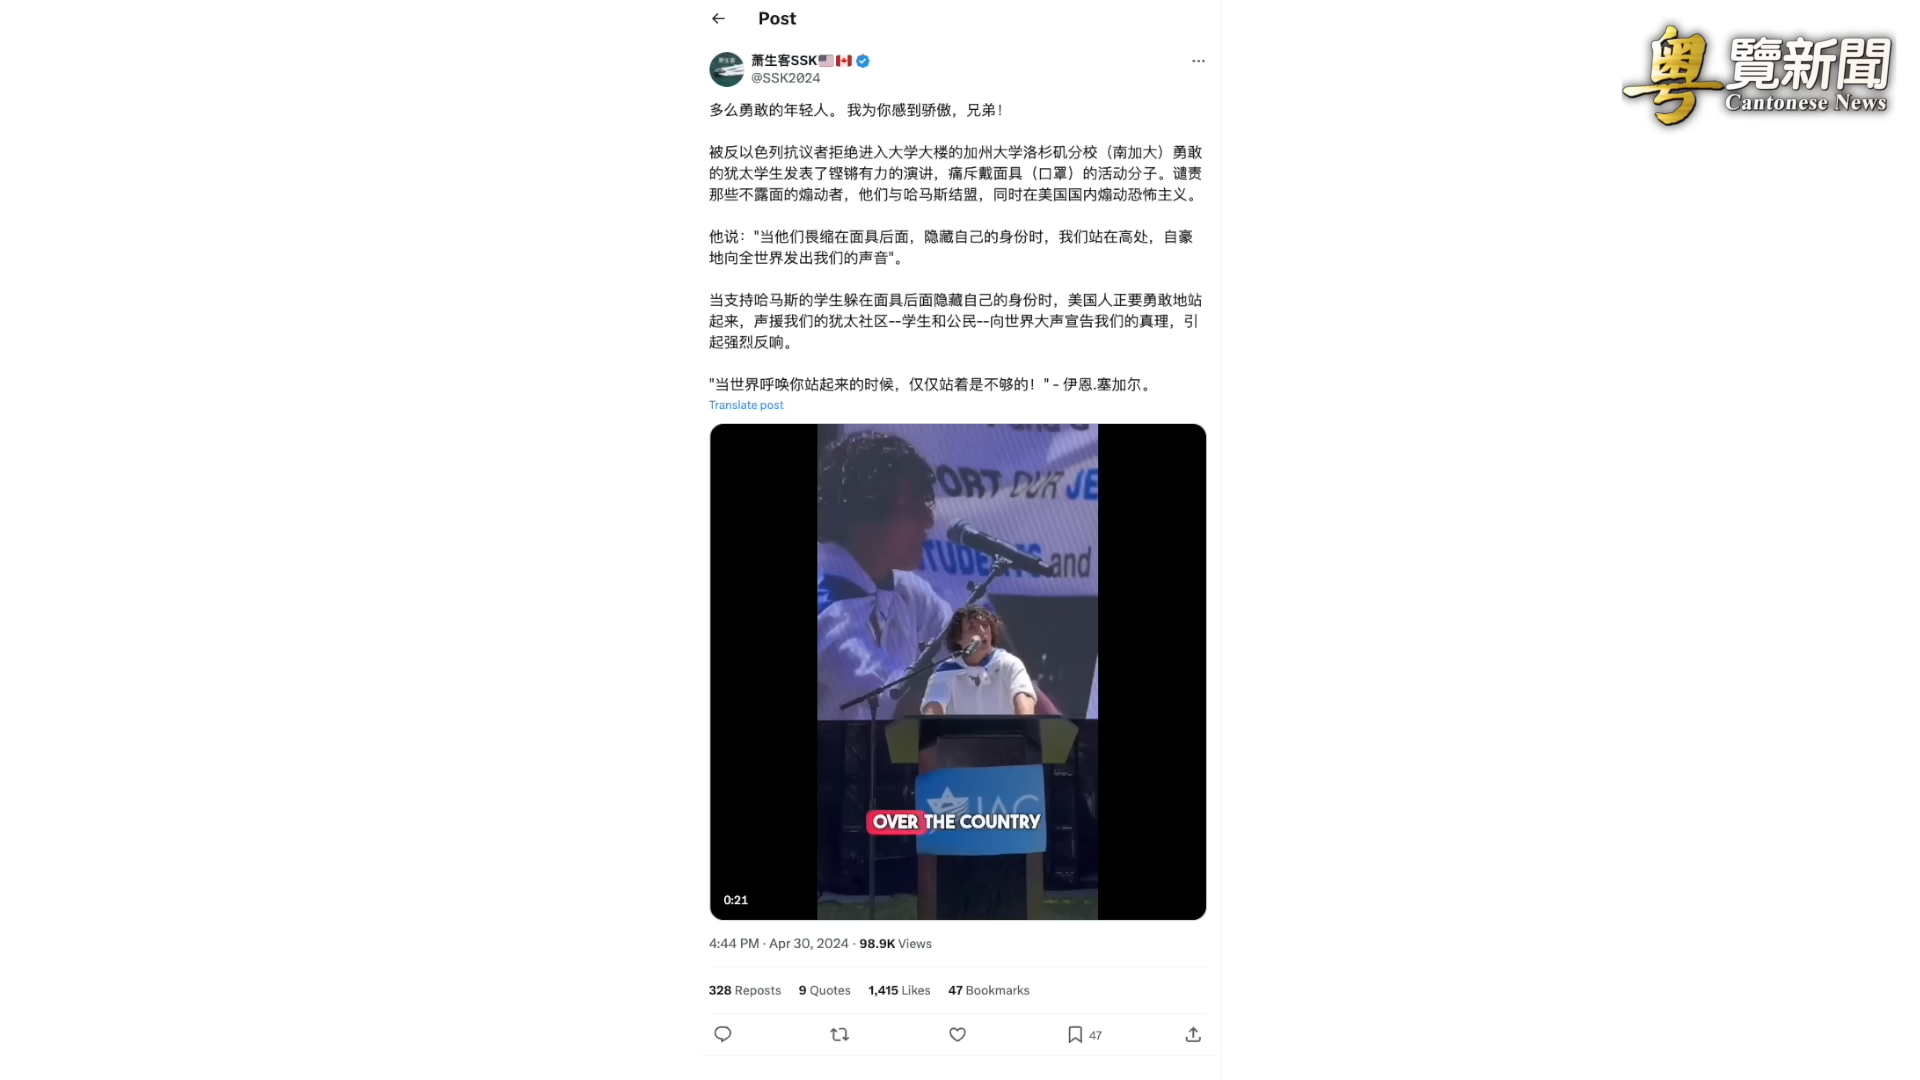 Post
粤覽新聞
Cantonese News
萧生客SSK🇺🇸🇨🇦
@SSK2024
多么勇敢的年轻人。 我为你感到骄傲，兄弟！
被反以色列抗议者拒绝进入大学大楼的加州大学洛杉矶分校（南加大）勇敢
的犹太学生发表了铿锵有力的演讲，痛斥戴面具（口罩）的活动分子。谴责
那些不露面的煽动者，他们与哈马斯结盟，同时在美国国内煽动恐怖主义。
他说："当他们畏缩在面具后面，隐藏自己的身份时，我们站在高处，自豪
地向全世界发出我们的声音"。
当支持哈马斯的学生躲在面具后面隐藏自己的身份时，美国人正要勇敢地站
起来，声援我们的犹太社区--学生和公民--向世界大声宣告我们的真理，引
起强烈反响。
"当世界呼唤你站起来的时候，仅仅站着是不够的！" - 伊恩.塞加尔。
Translate post
ORT OUR JE
TUDENTS and
IAC
OVER THE COUNTRY
0:21
4:44 PM · Apr 30, 2024 · 98.9K Views
328 Reposts 9 Quotes 1,415 Likes 47 Bookmarks
47